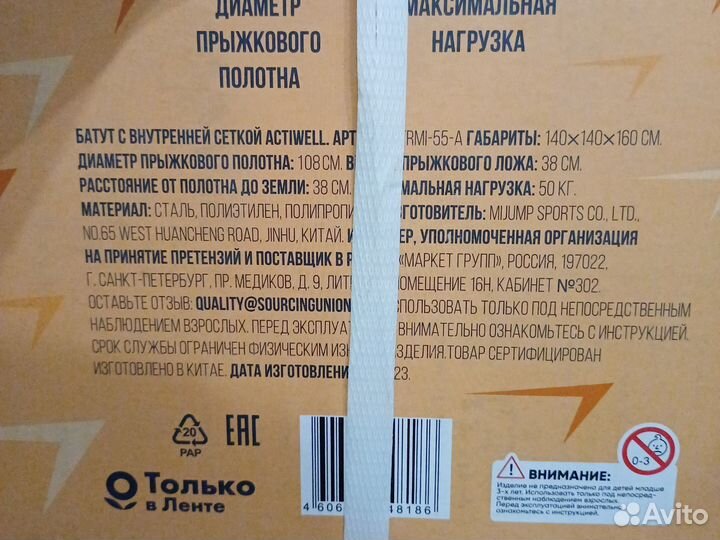 ДИАМЕТР
ПРЫЖКОВОГО
ПОЛОТНА
МАКСИМАЛЬНАЯ
НАГРУЗКА
БАТУТ С ВНУТРЕННЕЙ СЕТКОЙ ACTIWELL. АРТ TRMI-55-A ГАБАРИТЫ: 140×140×160 СМ.
ДИАМЕТР ПРЫЖКОВОГО ПОЛОТНА: 108 СМ. В ПРЫЖКОВОГО ЛОЖА: 38 СМ.
РАССТОЯНИЕ ОТ ПОЛОТНА ДО ЗЕМЛИ: 38 СМ. МАЛЬНАЯ НАГРУЗКА: 50 КГ.
МАТЕРИАЛ: СТАЛЬ, ПОЛИЭТИЛЕН, ПОЛИПРОПИ ГОТОВИТЕЛЬ: MIJUMP SPORTS CO., LTD.,
NO.65 WEST HUANCHENG ROAD, JINHU, КИТАЙ. И ЕР, УПОЛНОМОЧЕННАЯ ОРГАНИЗАЦИЯ
НА ПРИНЯТИЕ ПРЕТЕНЗИЙ И ПОСТАВЩИК В Р «МАРКЕТ ГРУПП», РОССИЯ, 197022,
Г. САНКТ-ПЕТЕРБУРГ, ПР. МЕДИКОВ, Д. 9, ЛИТ ОМЕЩЕНИЕ 16Н, КАБИНЕТ №302.
ОСТАВЬТЕ ОТЗЫВ: QUALITY@SOURCINGUNION ПОЛЬЗОВАТЬ ТОЛЬКО ПОД НЕПОСРЕДСТВЕННЫМ
НАБЛЮДЕНИЕМ ВЗРОСЛЫХ. ПЕРЕД ЭКСПЛУАТ ВНИМАТЕЛЬНО ОЗНАКОМЬТЕСЬ С ИНСТРУКЦИЕЙ.
СРОК СЛУЖБЫ ОГРАНИЧЕН ФИЗИЧЕСКИМ ИЗН ИЗДЕЛИЯ.ТОВАР СЕРТИФИЦИРОВАН
ИЗГОТОВЛЕНО В КИТАЕ. ДАТА ИЗГОТОВЛЕНИ 23.
20
PAP
EAC
Только
в Ленте
4 606 48186
0-3
ВНИМАНИЕ!
Изделие не предназначено для детей младше
3-х лет. Использовать только под непосред-
ственным наблюдением взрослых.
Перед эксплуатацией внимательно
ознакомьтесь с инструкцией.
Avito